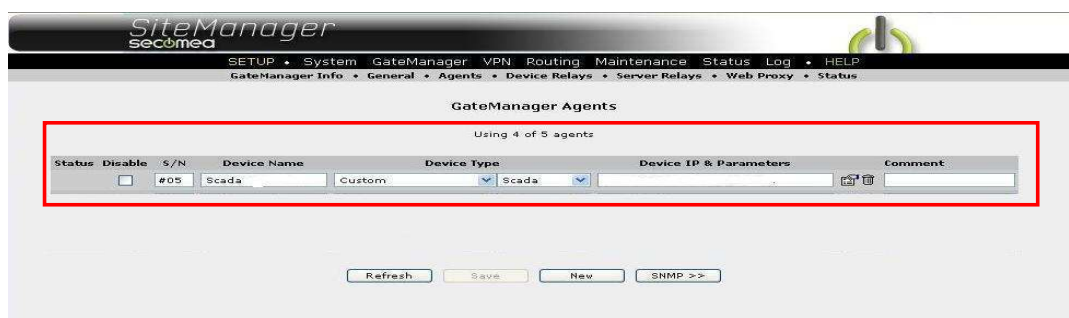 SiteManager
secomea
SETUP • System GateManager VPN Routing Maintenance Status Log • HELP
GateManager Info • General • Agents • Device Relays • Server Relays • Web Proxy • Status
GateManager Agents
Using 4 of 5 agents
Status Disable S/N Device Name Device Type Device IP & Parameters Comment
#05 Scada Custom Scada
Refresh Save New SNMP >>